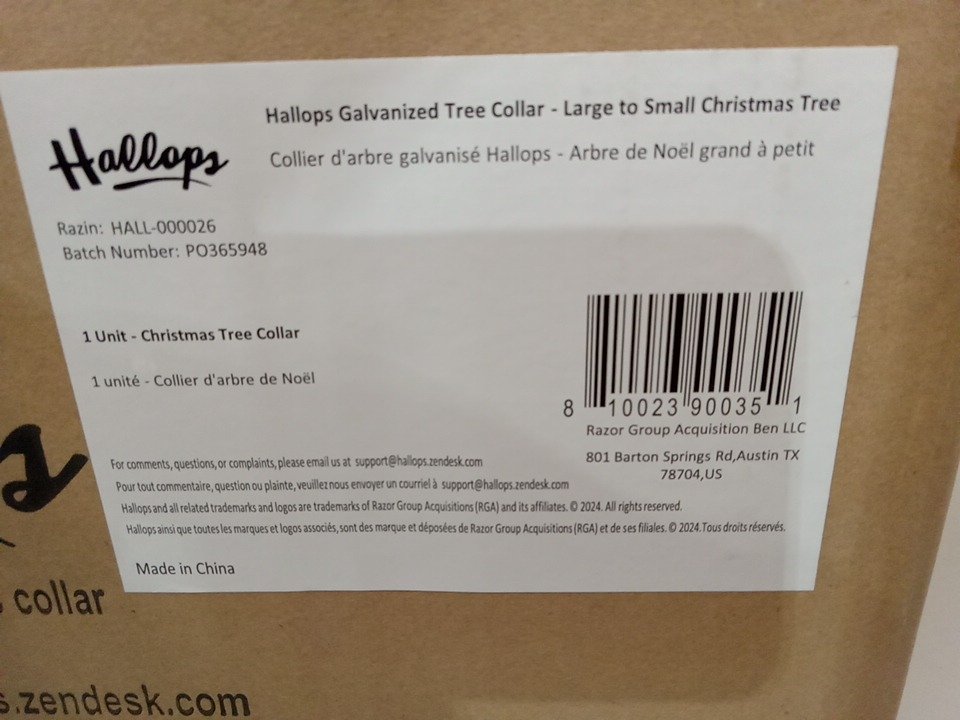 Hallops
Hallops Galvanized Tree Collar - Large to Small Christmas Tree
Collier d'arbre galvanisé Hallops - Arbre de Noël grand à petit
Razin: HALL-000026
Batch Number: PO365948
1 Unit - Christmas Tree Collar
1 unité - Collier d'arbre de Noël
8 10023 90035 1
Razor Group Acquisition Ben LLC
801 Barton Springs Rd,Austin TX
78704,US
For comments, questions, or complaints, please email us at support@hallops.zendesk.com
Pour tout commentaire, question ou plainte, veuillez nous envoyer un courriel à support@hallops.zendesk.com
Hallops and all related trademarks and logos are trademarks of Razor Group Acquisitions (RGA) and its affiliates. © 2024. All rights reserved.
Hallops ainsi que toutes les marques et logos associés, sont des marque et déposées de Razor Group Acquisitions (RGA) et de ses filiales. © 2024.Tous droits réservés.
Made in China
collar
s.zendesk.com